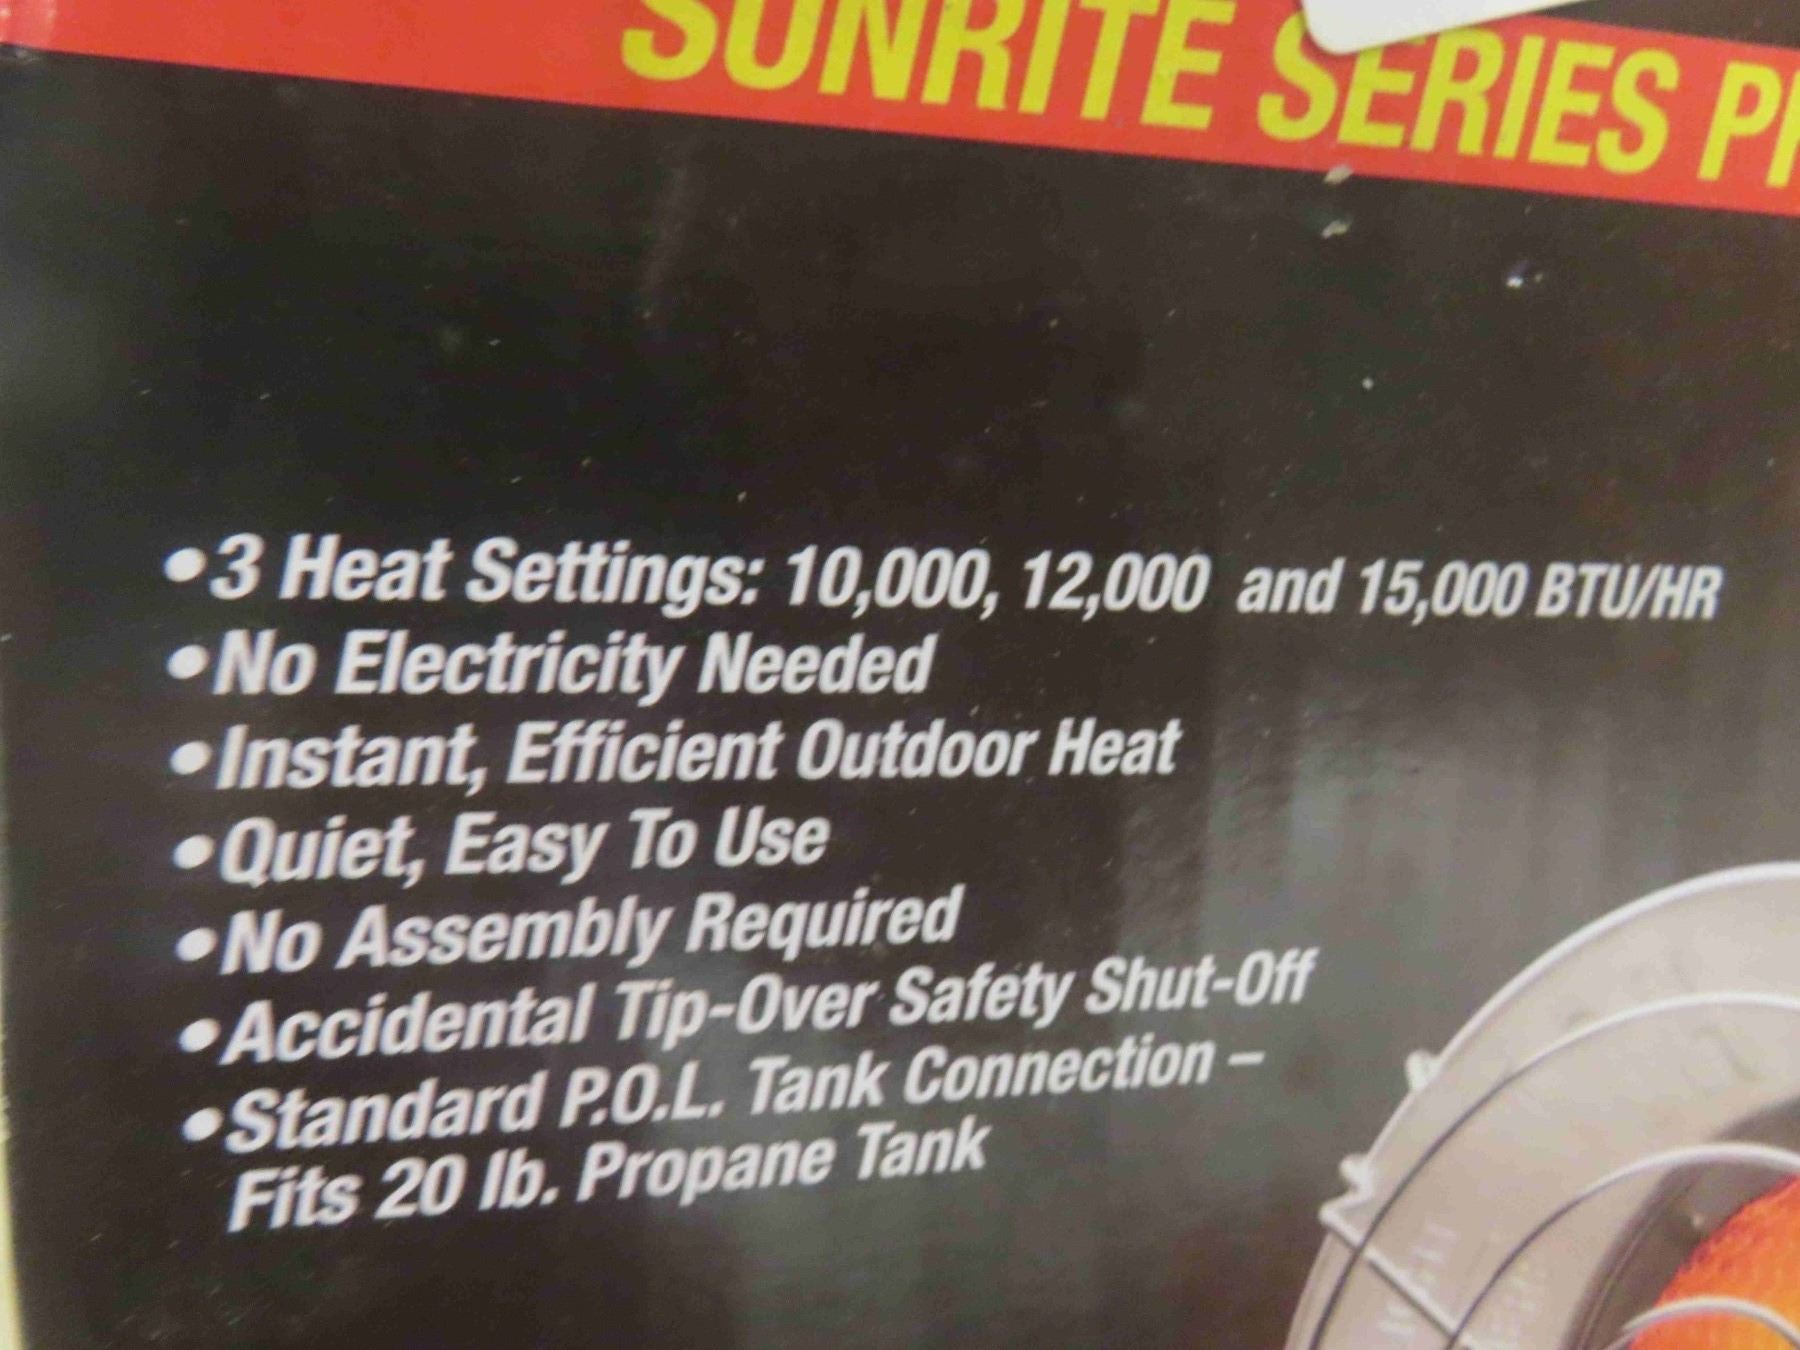 SUNRITE SERIES
•3 Heat Settings: 10,000, 12,000 and 15,000 BTU/HR
•No Electricity Needed
•Instant, Efficient Outdoor Heat
•Quiet, Easy To Use
•No Assembly Required
•Accidental Tip-Over Safety Shut-Off
•Standard P.O.L. Tank Connection –
Fits 20 lb. Propane Tank